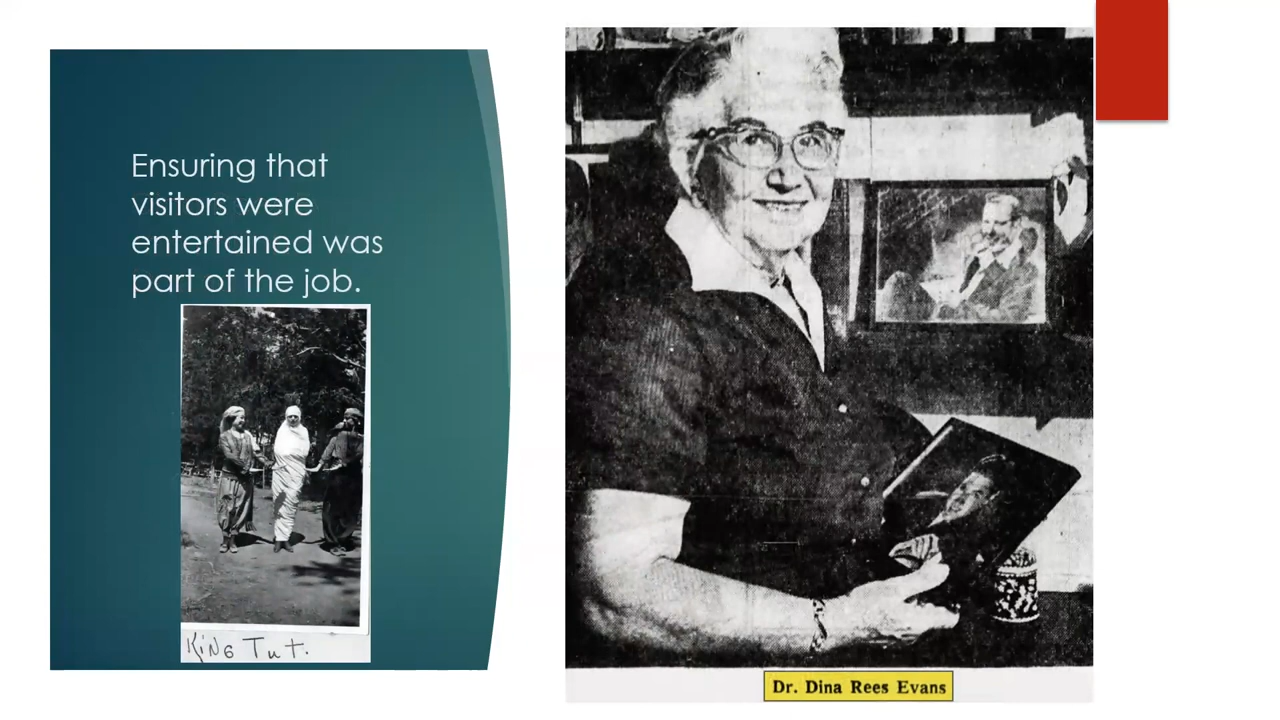 Ensuring that
visitors were
entertained was
part of the job.
KiNG TuT.
Dr. Dina Rees Evans